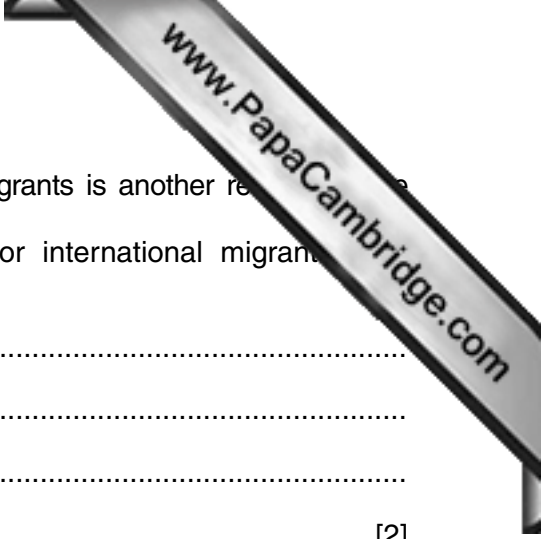 www.PapaCambridge.com
grants is another re
or international migrant
[2]